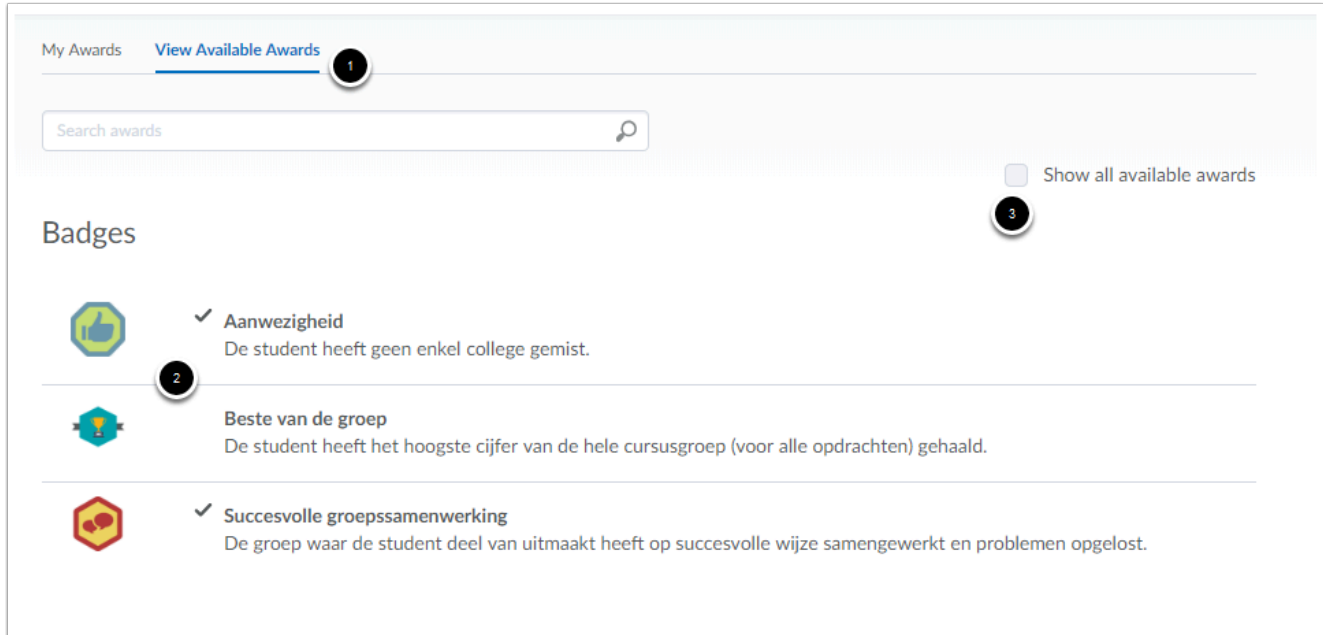 My Awards View Available Awards
1
Search awards
Show all available awards
3
Badges
Aanwezigheid
De student heeft geen enkel college gemist.
2
Beste van de groep
De student heeft het hoogste cijfer van de hele cursusgroep (voor alle opdrachten) gehaald.
Succesvolle groepssamenwerking
De groep waar de student deel van uitmaakt heeft op succesvolle wijze samengewerkt en problemen opgelost.